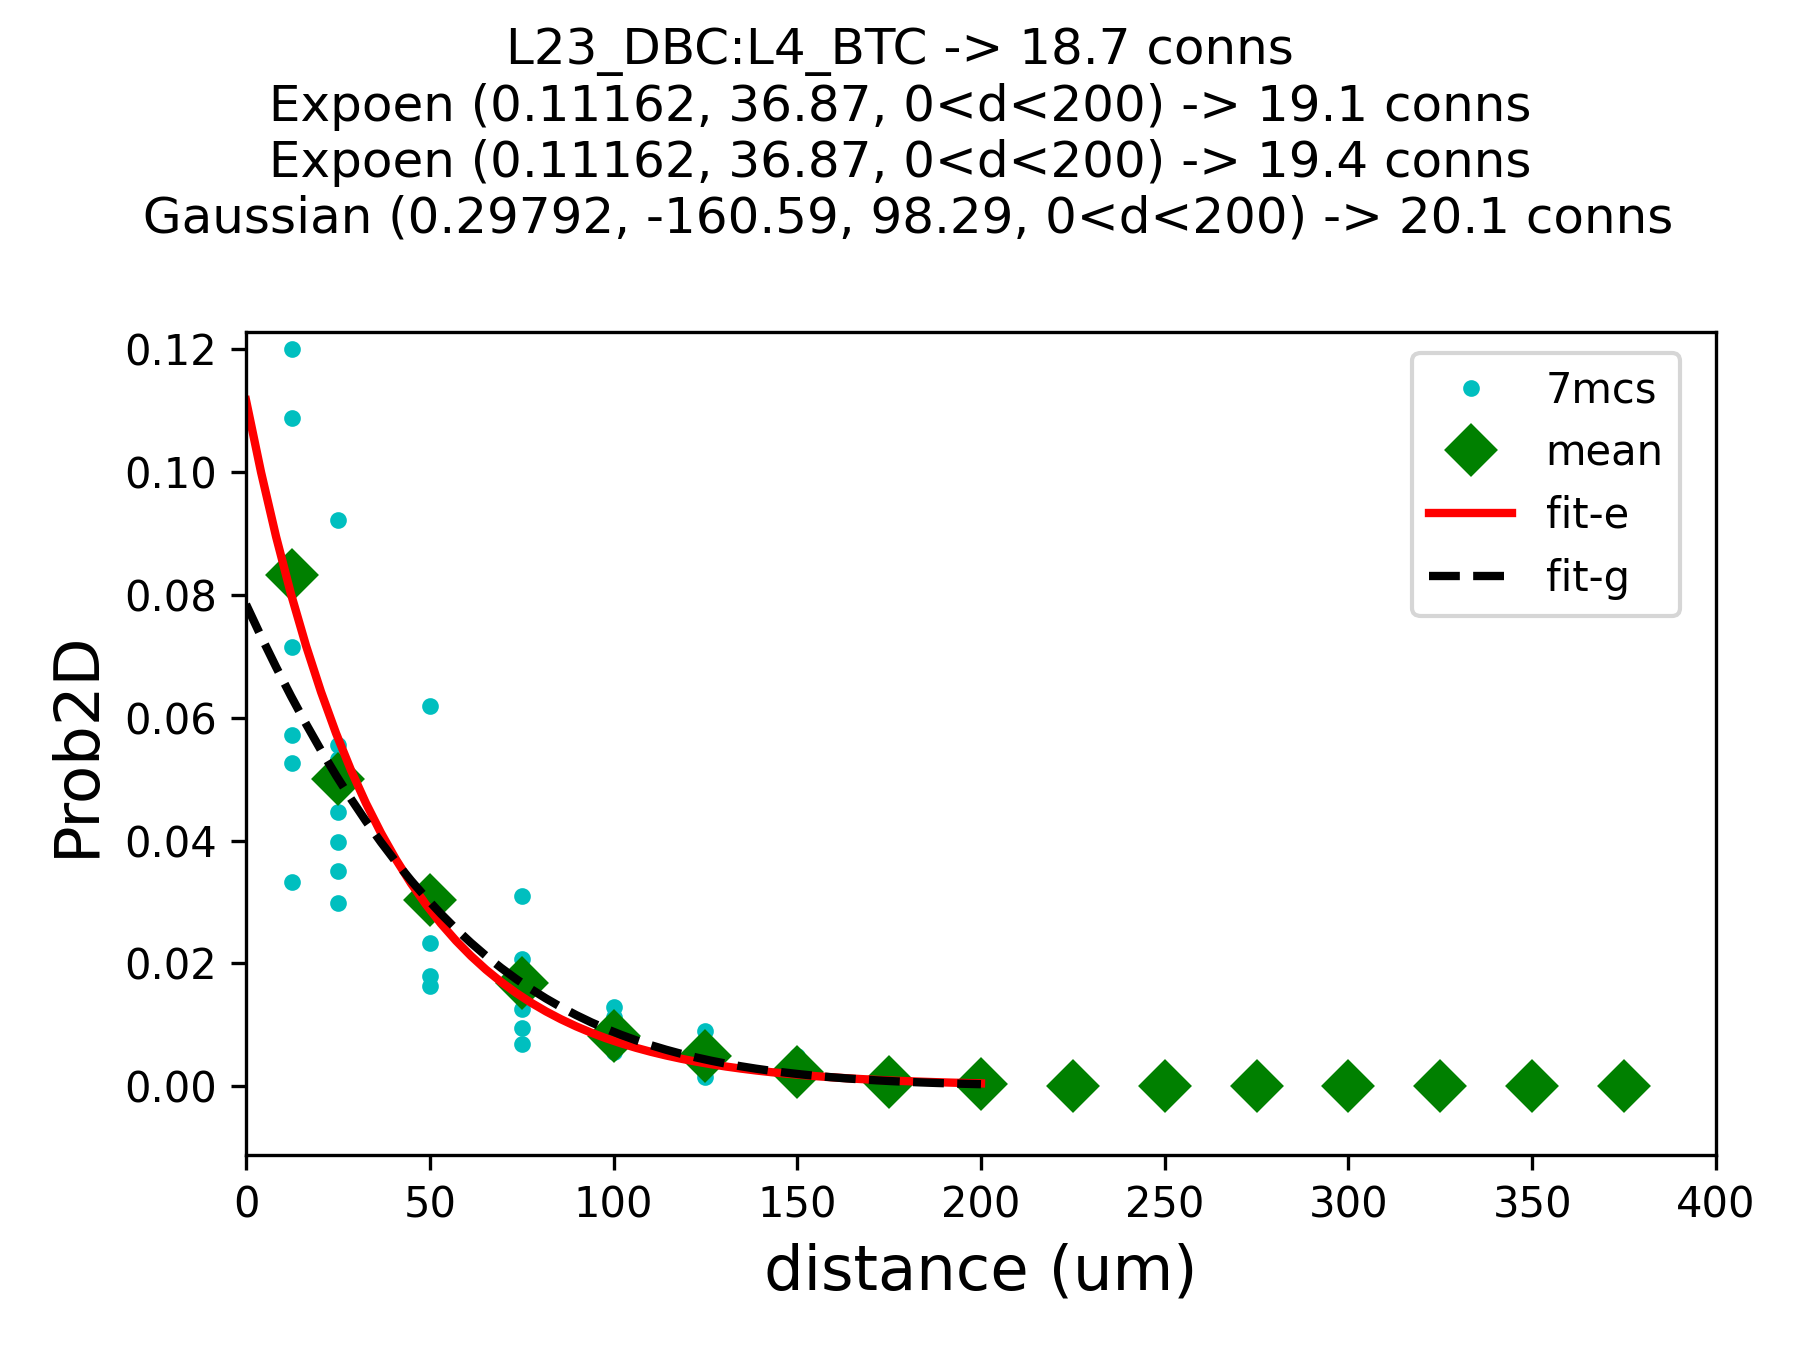 L23_DBC:L4_BTC -> 18.7 conns
Expoen (0.11162, 36.87, 0<d<200) -> 19.1 conns
Expoen (0.11162, 36.87, 0<d<200) -> 19.4 conns
Gaussian (0.29792, -160.59, 98.29, 0<d<200) -> 20.1 conns
0.12
0.10
0.08
0.06
0.04
0.02
0.00
Prob2D
7mcs
mean
fit-e
fit-g
0 50 100 150 200 250 300 350 400
distance (um)